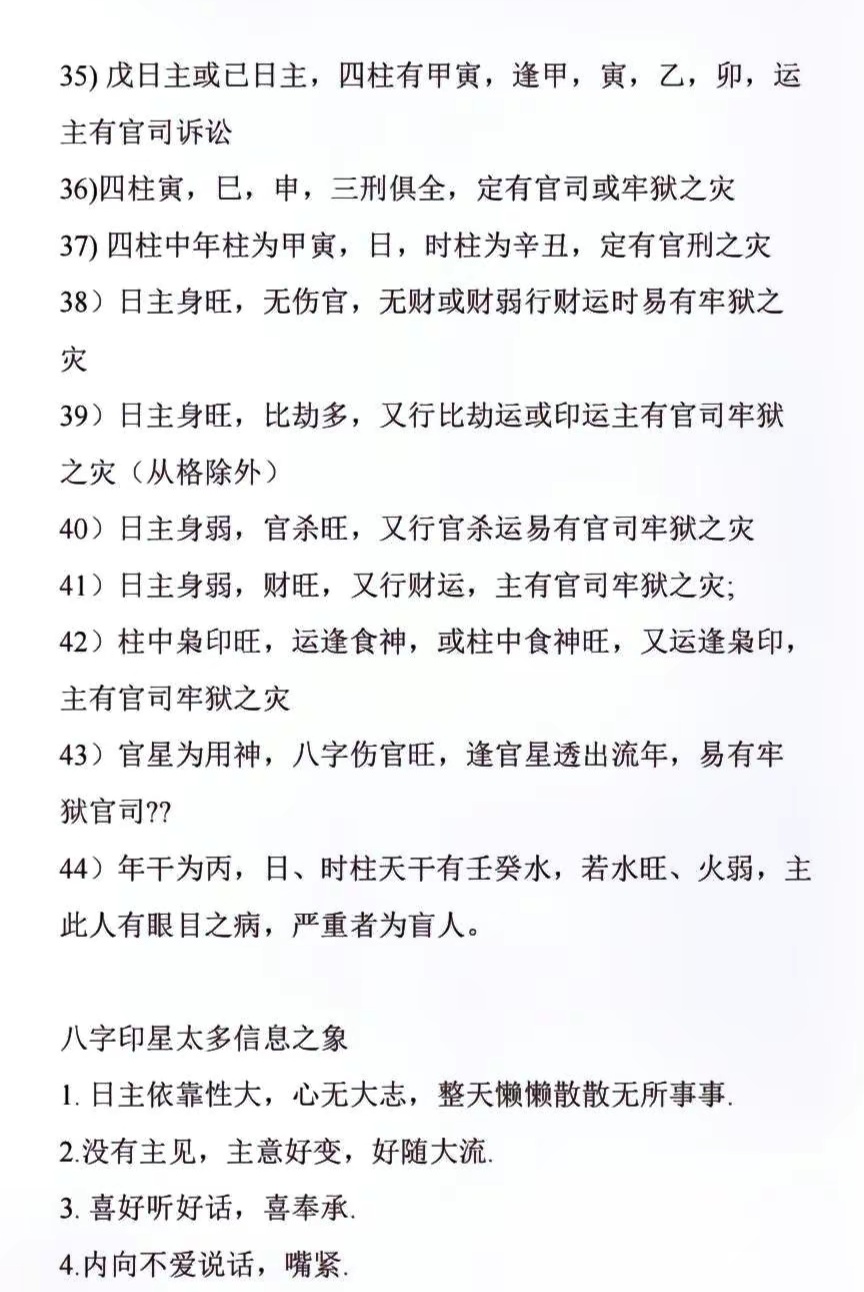 35) 戊日主或已日主，四柱有甲寅，逢甲，寅，乙，卯，运
主有官司诉讼
36)四柱寅，巳，申，三刑俱全，定有官司或牢狱之灾
37) 四柱中年柱为甲寅，日，时柱为辛丑，定有官刑之灾
38）日主身旺，无伤官，无财或财弱行财运时易有牢狱之
灾
39）日主身旺，比劫多，又行比劫运或印运主有官司牢狱
之灾（从格除外）
40）日主身弱，官杀旺，又行官杀运易有官司牢狱之灾
41）日主身弱，财旺，又行财运，主有官司牢狱之灾;
42）柱中枭印旺，运逢食神，或柱中食神旺，又运逢枭印，
主有官司牢狱之灾
43）官星为用神，八字伤官旺，逢官星透出流年，易有牢
狱官司??
44）年干为丙，日、时柱天干有壬癸水，若水旺、火弱，主
此人有眼目之病，严重者为盲人。
八字印星太多信息之象
1. 日主依靠性大，心无大志，整天懒懒散散无所事事.
2.没有主见，主意好变，好随大流.
3. 喜好听好话，喜奉承.
4.内向不爱说话，嘴紧.